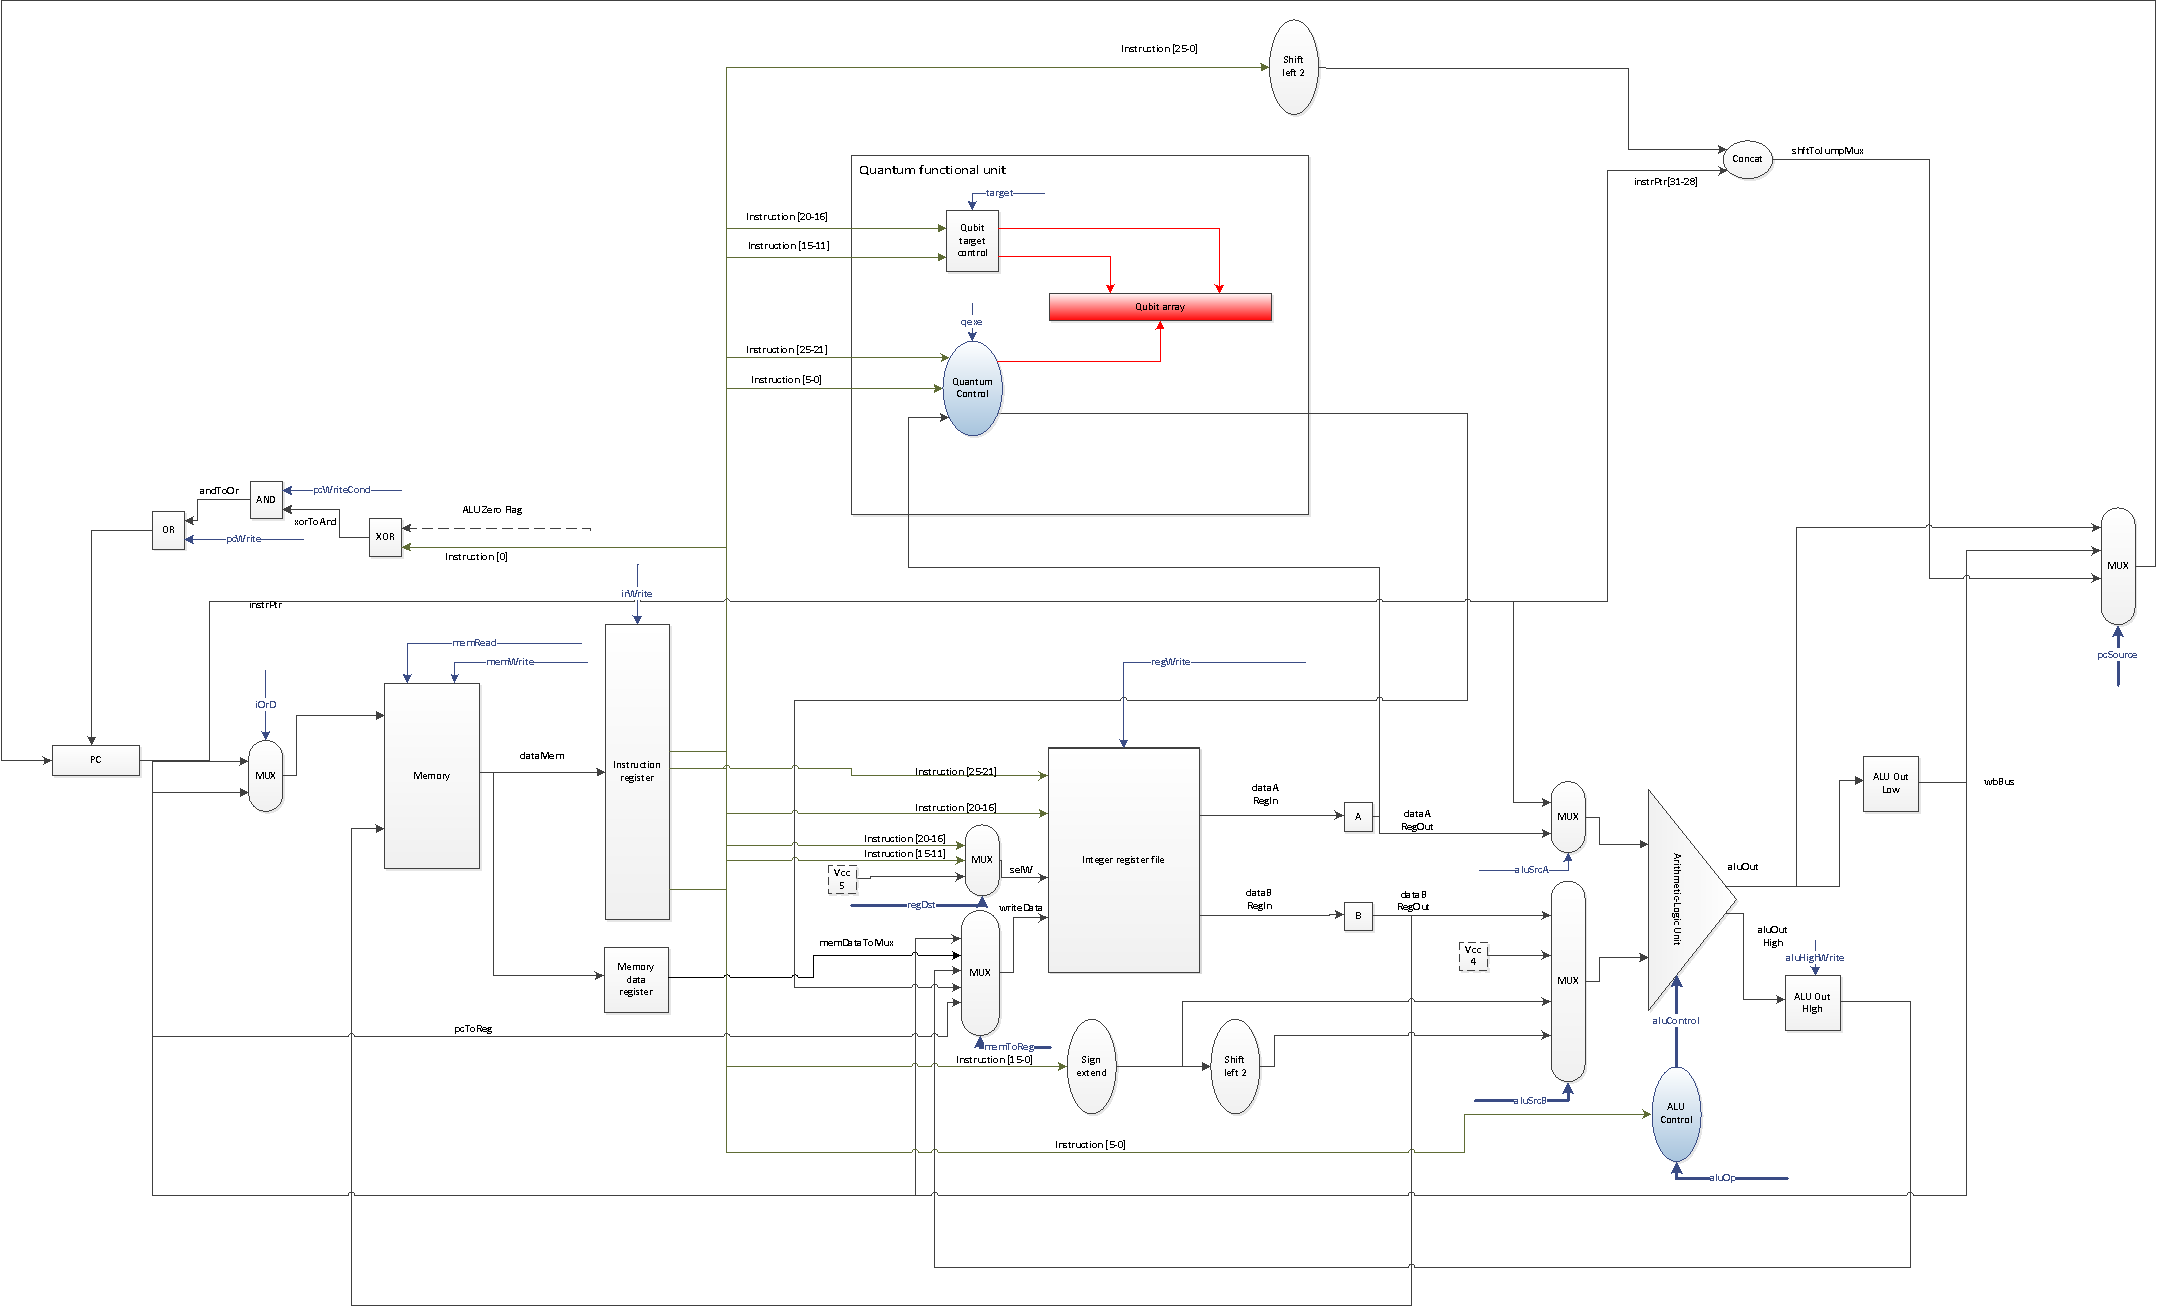 Instruction [25-0]
Shift
left 2
Concat
shftToJumpMux
instrPtr[31-28]
Quantum functional unit
target
Instruction [20-16]
Instruction [15-11]
Qubit
target
control
Qubit array
qexe
Instruction [25-21]
Instruction [5-0]
Quantum
Control
andToOr
AND
pcWriteCond
OR
xorToAnd
XOR
ALUZero Flag
pcWrite
Instruction [0]
MUX
pcSource
irWrite
instrPtr
memRead
memWrite
regWrite
iOrD
PC
MUX
Memory
dataMem
Instruction
register
Instruction [25-21]
Instruction [20-16]
Instruction [20-16]
Instruction [15-11]
MUX
Vcc
5
selW
regDst
writeData
Integer register file
dataA
RegIn
A
dataA
RegOut
dataB
RegIn
B
dataB
RegOut
MUX
aluSrcA
Vcc
4
MUX
aluSrcB
Arithmetic-Logic Unit
aluOut
ALU Out
Low
wbBus
aluOut
High
aluHighWrite
ALU Out
High
aluControl
ALU
Control
aluOp
Memory
data
register
memDataToMux
MUX
memToReg
pcToReg
Instruction [15-0]
Sign
extend
Shift
left 2
Instruction [5-0]